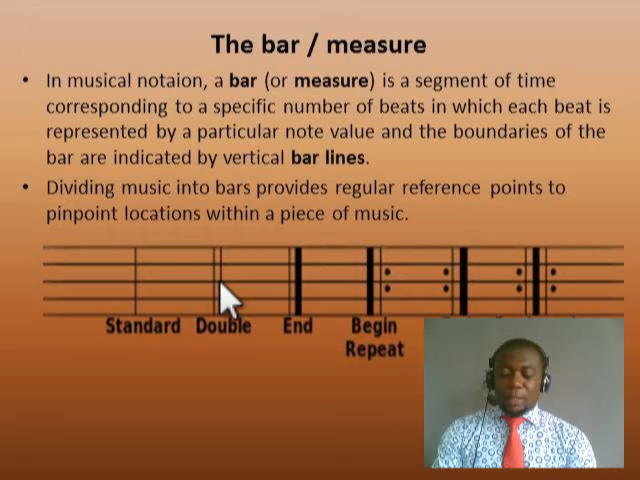 The bar / measure
• In musical notaion, a bar (or measure) is a segment of time
corresponding to a specific number of beats in which each beat is
represented by a particular note value and the boundaries of the
bar are indicated by vertical bar lines.
• Dividing music into bars provides regular reference points to
pinpoint locations within a piece of music.
Standard Double End Begin
Repeat